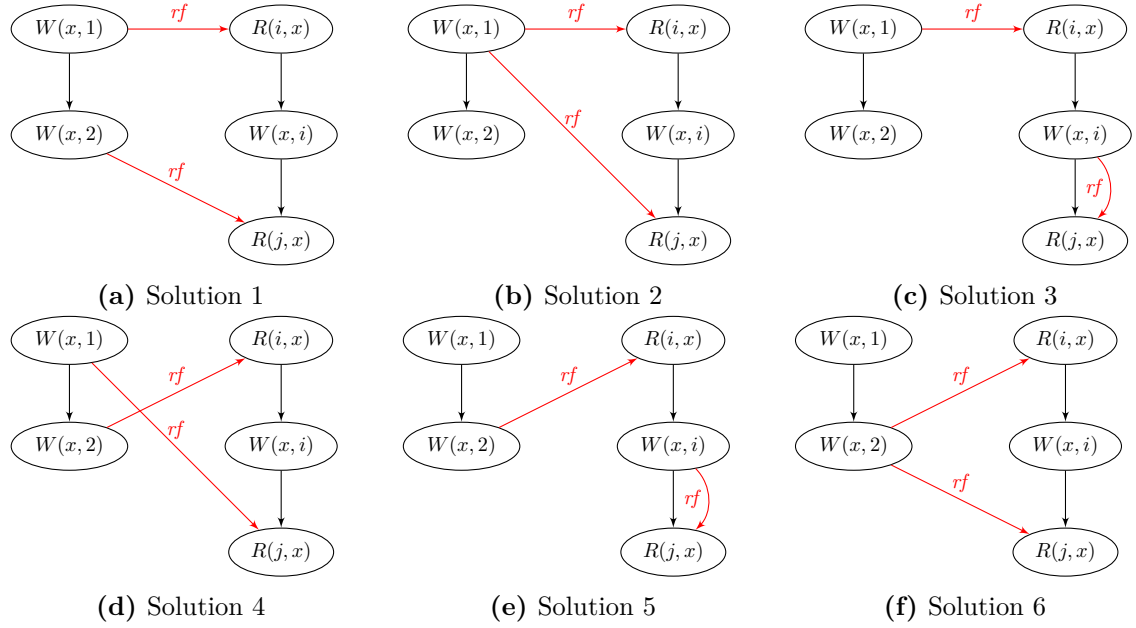 W(x, 1) rf R(i, x) W(x, 1) rf R(i, x) W(x, 1) rf R(i, x)
W(x, 2) W(x, i) W(x, 2) rf W(x, i) W(x, 2) W(x, i)
rf rf
R(j, x) R(j, x) R(j, x)
(a) Solution 1 (b) Solution 2 (c) Solution 3
W(x, 1) R(i, x) W(x, 1) R(i, x) W(x, 1) R(i, x)
rf rf rf
W(x, 2) rf W(x, i) W(x, 2) W(x, i) W(x, 2) W(x, i)
rf rf
R(j, x) R(j, x) R(j, x)
(d) Solution 4 (e) Solution 5 (f) Solution 6